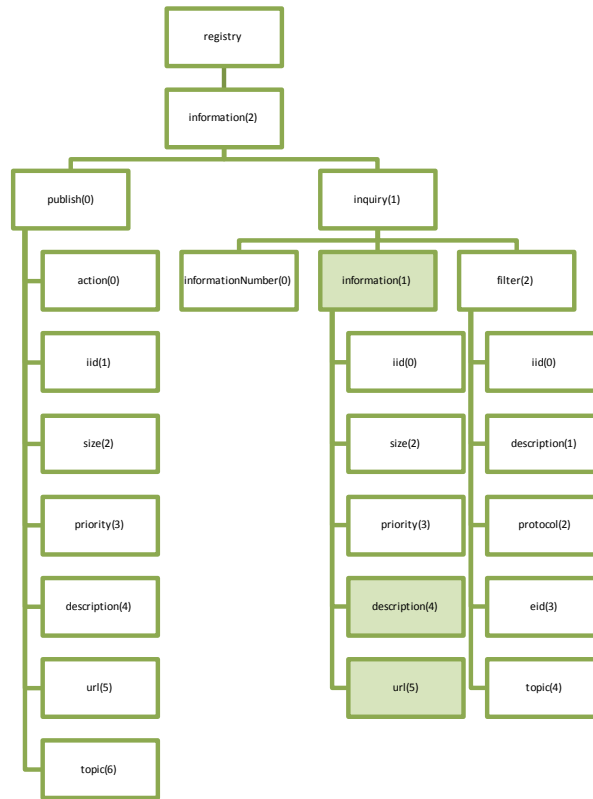 registry
information(2)
publish(0)
inquiry(1)
action(0)
informationNumber(0)
information(1)
filter(2)
iid(1)
iid(0)
iid(0)
size(2)
size(2)
description(1)
priority(3)
priority(3)
protocol(2)
description(4)
description(4)
eid(3)
url(5)
url(5)
topic(4)
topic(6)